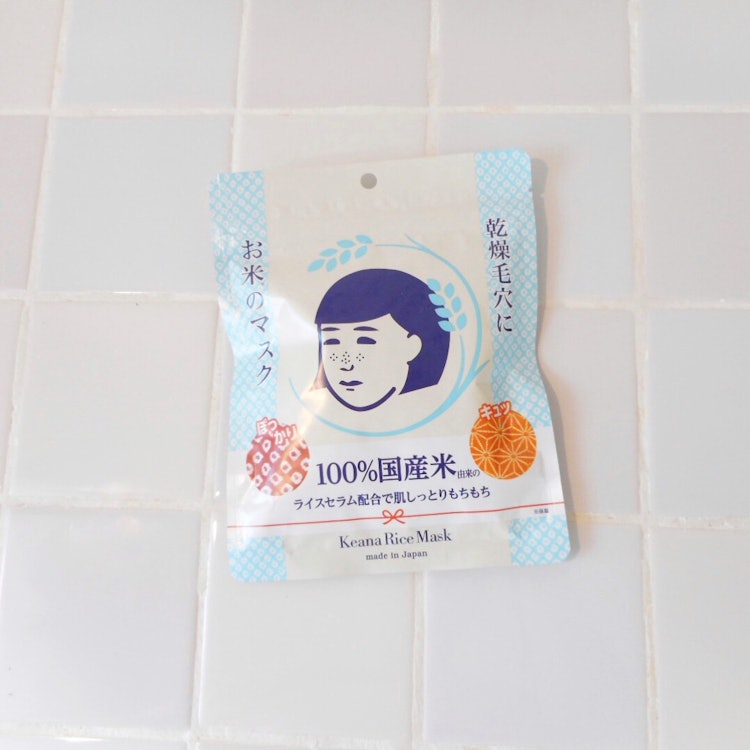 乾燥毛穴に
お米のマスク
ぽっかり
キュッ
100%国産米由来の
ライスセラム配合で肌しっとりもちもち
Keana Rice Mask
made in Japan